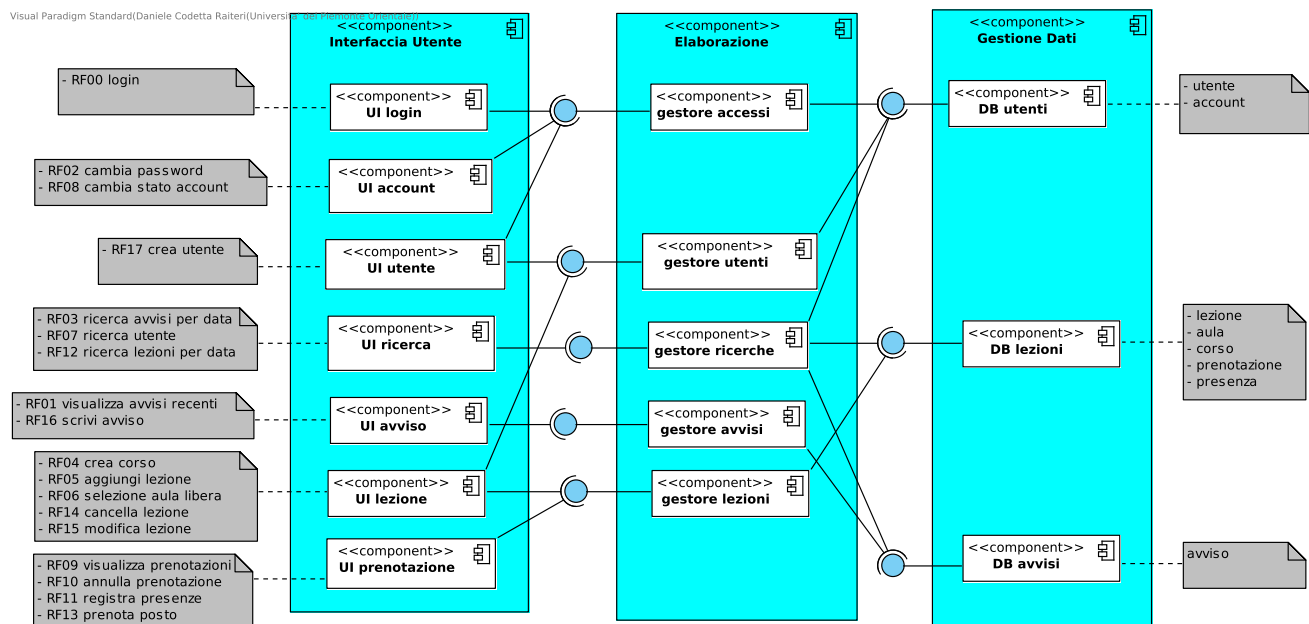 Visual Paradigm Standard(Daniele Codetta Raiteri(Universita' del Piemonte Orientale))
<<component>>
Interfaccia Utente
<<component>>
Elaborazione
<<component>>
Gestione Dati
- RF00 login
<<component>>
UI login
<<component>>
gestore accessi
<<component>>
DB utenti
- utente
- account
- RF02 cambia password
- RF08 cambia stato account
<<component>>
UI account
- RF17 crea utente
<<component>>
UI utente
<<component>>
gestore utenti
- RF03 ricerca avvisi per data
- RF07 ricerca utente
- RF12 ricerca lezioni per data
<<component>>
UI ricerca
<<component>>
gestore ricerche
<<component>>
DB lezioni
- lezione
- aula
- corso
- prenotazione
- presenza
- RF01 visualizza avvisi recenti
- RF16 scrivi avviso
<<component>>
UI avviso
<<component>>
gestore avvisi
- RF04 crea corso
- RF05 aggiungi lezione
- RF06 selezione aula libera
- RF14 cancella lezione
- RF15 modifica lezione
<<component>>
UI lezione
<<component>>
gestore lezioni
- RF09 visualizza prenotazioni
- RF10 annulla prenotazione
- RF11 registra presenze
- RF13 prenota posto
<<component>>
UI prenotazione
<<component>>
DB avvisi
avviso